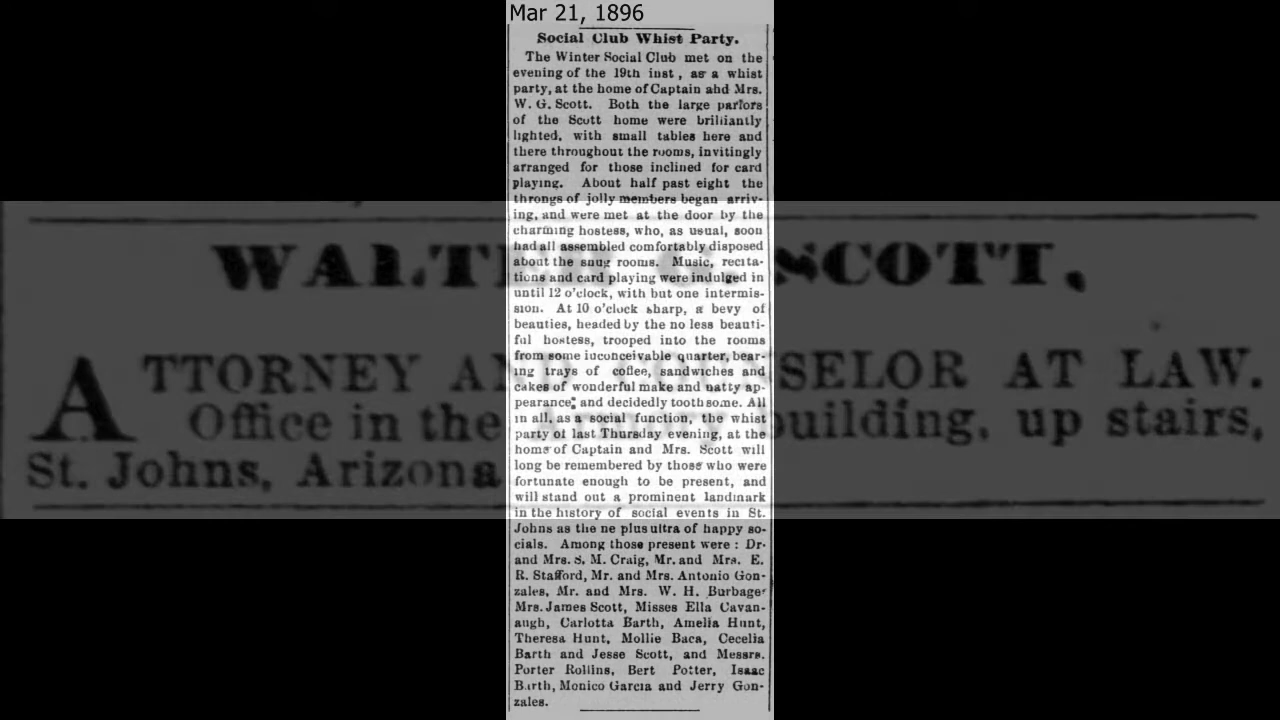 Mar 21, 1896
Social Club Whist Party.
The Winter Social Club met on the
evening of the 19th inst , as a whist
party, at the home of Captain ahd Mrs.
W. G. Scott. Both the large parlors
of the Scott home were brilliantly
lighted, with small tables here and
there throughout the rooms, invitingly
arranged for those inclined for card
playing. About half past eight the
throngs of jolly members began arriv-
ing, and were met at the door by the
charming hostess, who, as usual, soon
had all assembled comfortably disposed
about the snug rooms. Music, recita-
tions and card playing were indulged in
until 12 o'clock, with but one intermis-
sion. At 10 o'clock sharp, a bevy of
beauties, headed by the no less beauti-
ful hostess, trooped into the rooms
from some inconceivable quarter, bear-
ing trays of coffee, sandwiches and
cakes of wonderful make and natty ap-
pearance; and decidedly toothsome. All
in all, as a social function, the whist
party of last Thursday evening, at the
home of Captain and Mrs. Scott will
long be remembered by those who were
fortunate enough to be present, and
will stand out a prominent landmark
in the history of social events in St.
Johns as the ne plus ultra of happy so-
cials. Among those present were : Dr.
and Mrs. S. M. Craig, Mr. and Mrs. E.
R. Stafford, Mr. and Mrs. Antonio Gon-
zales, Mr. and Mrs. W. H. Burbage,
Mrs. James Scott, Misses Ella Cavan-
augh, Carlotta Barth, Amelia Hunt,
Theresa Hunt, Mollie Baca, Cecelia
Barth and Jesse Scott, and Messrs.
Porter Rollins, Bert Potter, Isaac
Barth, Monico Garcia and Jerry Gon-
zales.
WALTER G. SCOTT,
ATTORNEY AND COUNSELOR AT LAW.
Office in the building, up stairs,
St. Johns, Arizona